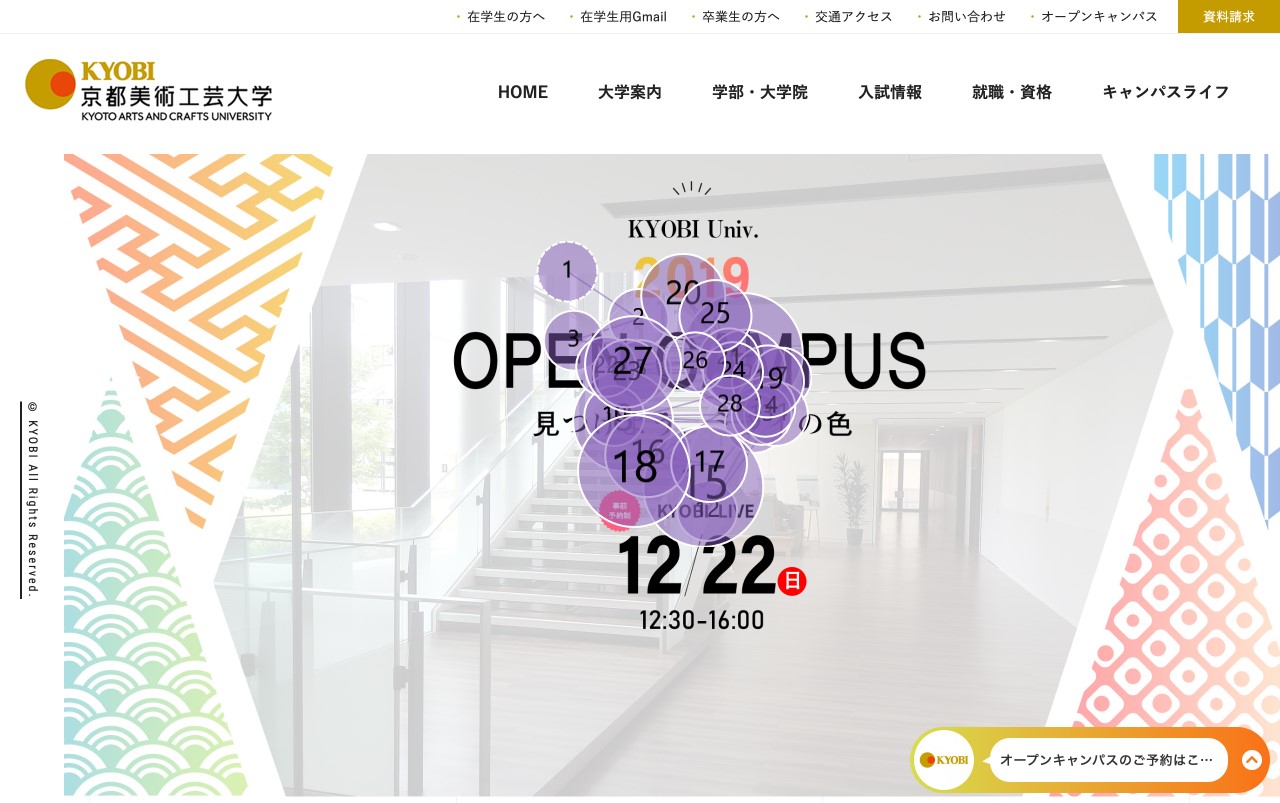 ・在学生の方へ ・在学生用Gmail ・卒業生の方へ ・交通アクセス ・お問い合わせ ・オープンキャンパス 資料請求
KYOBI
京都美術工芸大学
KYOTO ARTS AND CRAFTS UNIVERSITY
HOME 大学案内 学部・大学院 入試情報 就職・資格 キャンパスライフ
KYOBI Univ.
2019
1
20
2
25
3
27
26
24
28
OPEN CAMPUS
見つ の色
16
17
18
15
12
事前
予約制
KYOBI LIVE
12/22 日
12:30-16:00
© KYOBI All Rights Reserved.
KYOBI オープンキャンパスのご予約はこ…